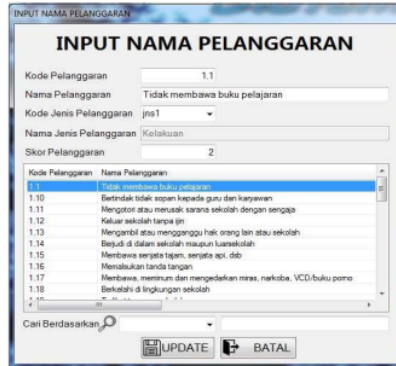 INPUT NAMA PELANGGARAN
INPUT NAMA PELANGGARAN
Kode Pelanggaran 1.1
Nama Pelanggaran Tidak membawa buku pelajaran
Kode Jenis Pelanggaran jns1
Nama Jenis Pelanggaran Kelakuan
Skor Pelanggaran 2
Kode Pelanggaran Nama Pelanggaran
1.1 Tidak membawa buku pelajaran
1.10 Bertindak tidak sopan kepada guru dan karyawan
1.11 Mengotori atau merusak sarana sekolah dengan sengaja
1.12 Keluar sekolah tanpa ijin
1.13 Mengambil atau mengganggu hak orang lain atau sekolah
1.14 Berjudi di dalam sekolah maupun luarsekolah
1.15 Membawa senjata tajam, senjata api, dsb
1.16 Memalsukan tanda tangan
1.17 Membawa, meminum dan mengedarkan miras, narkoba, VCD/buku porno
1.18 Berkelahi di lingkungan sekolah
Cari Berdasarkan
UPDATE BATAL